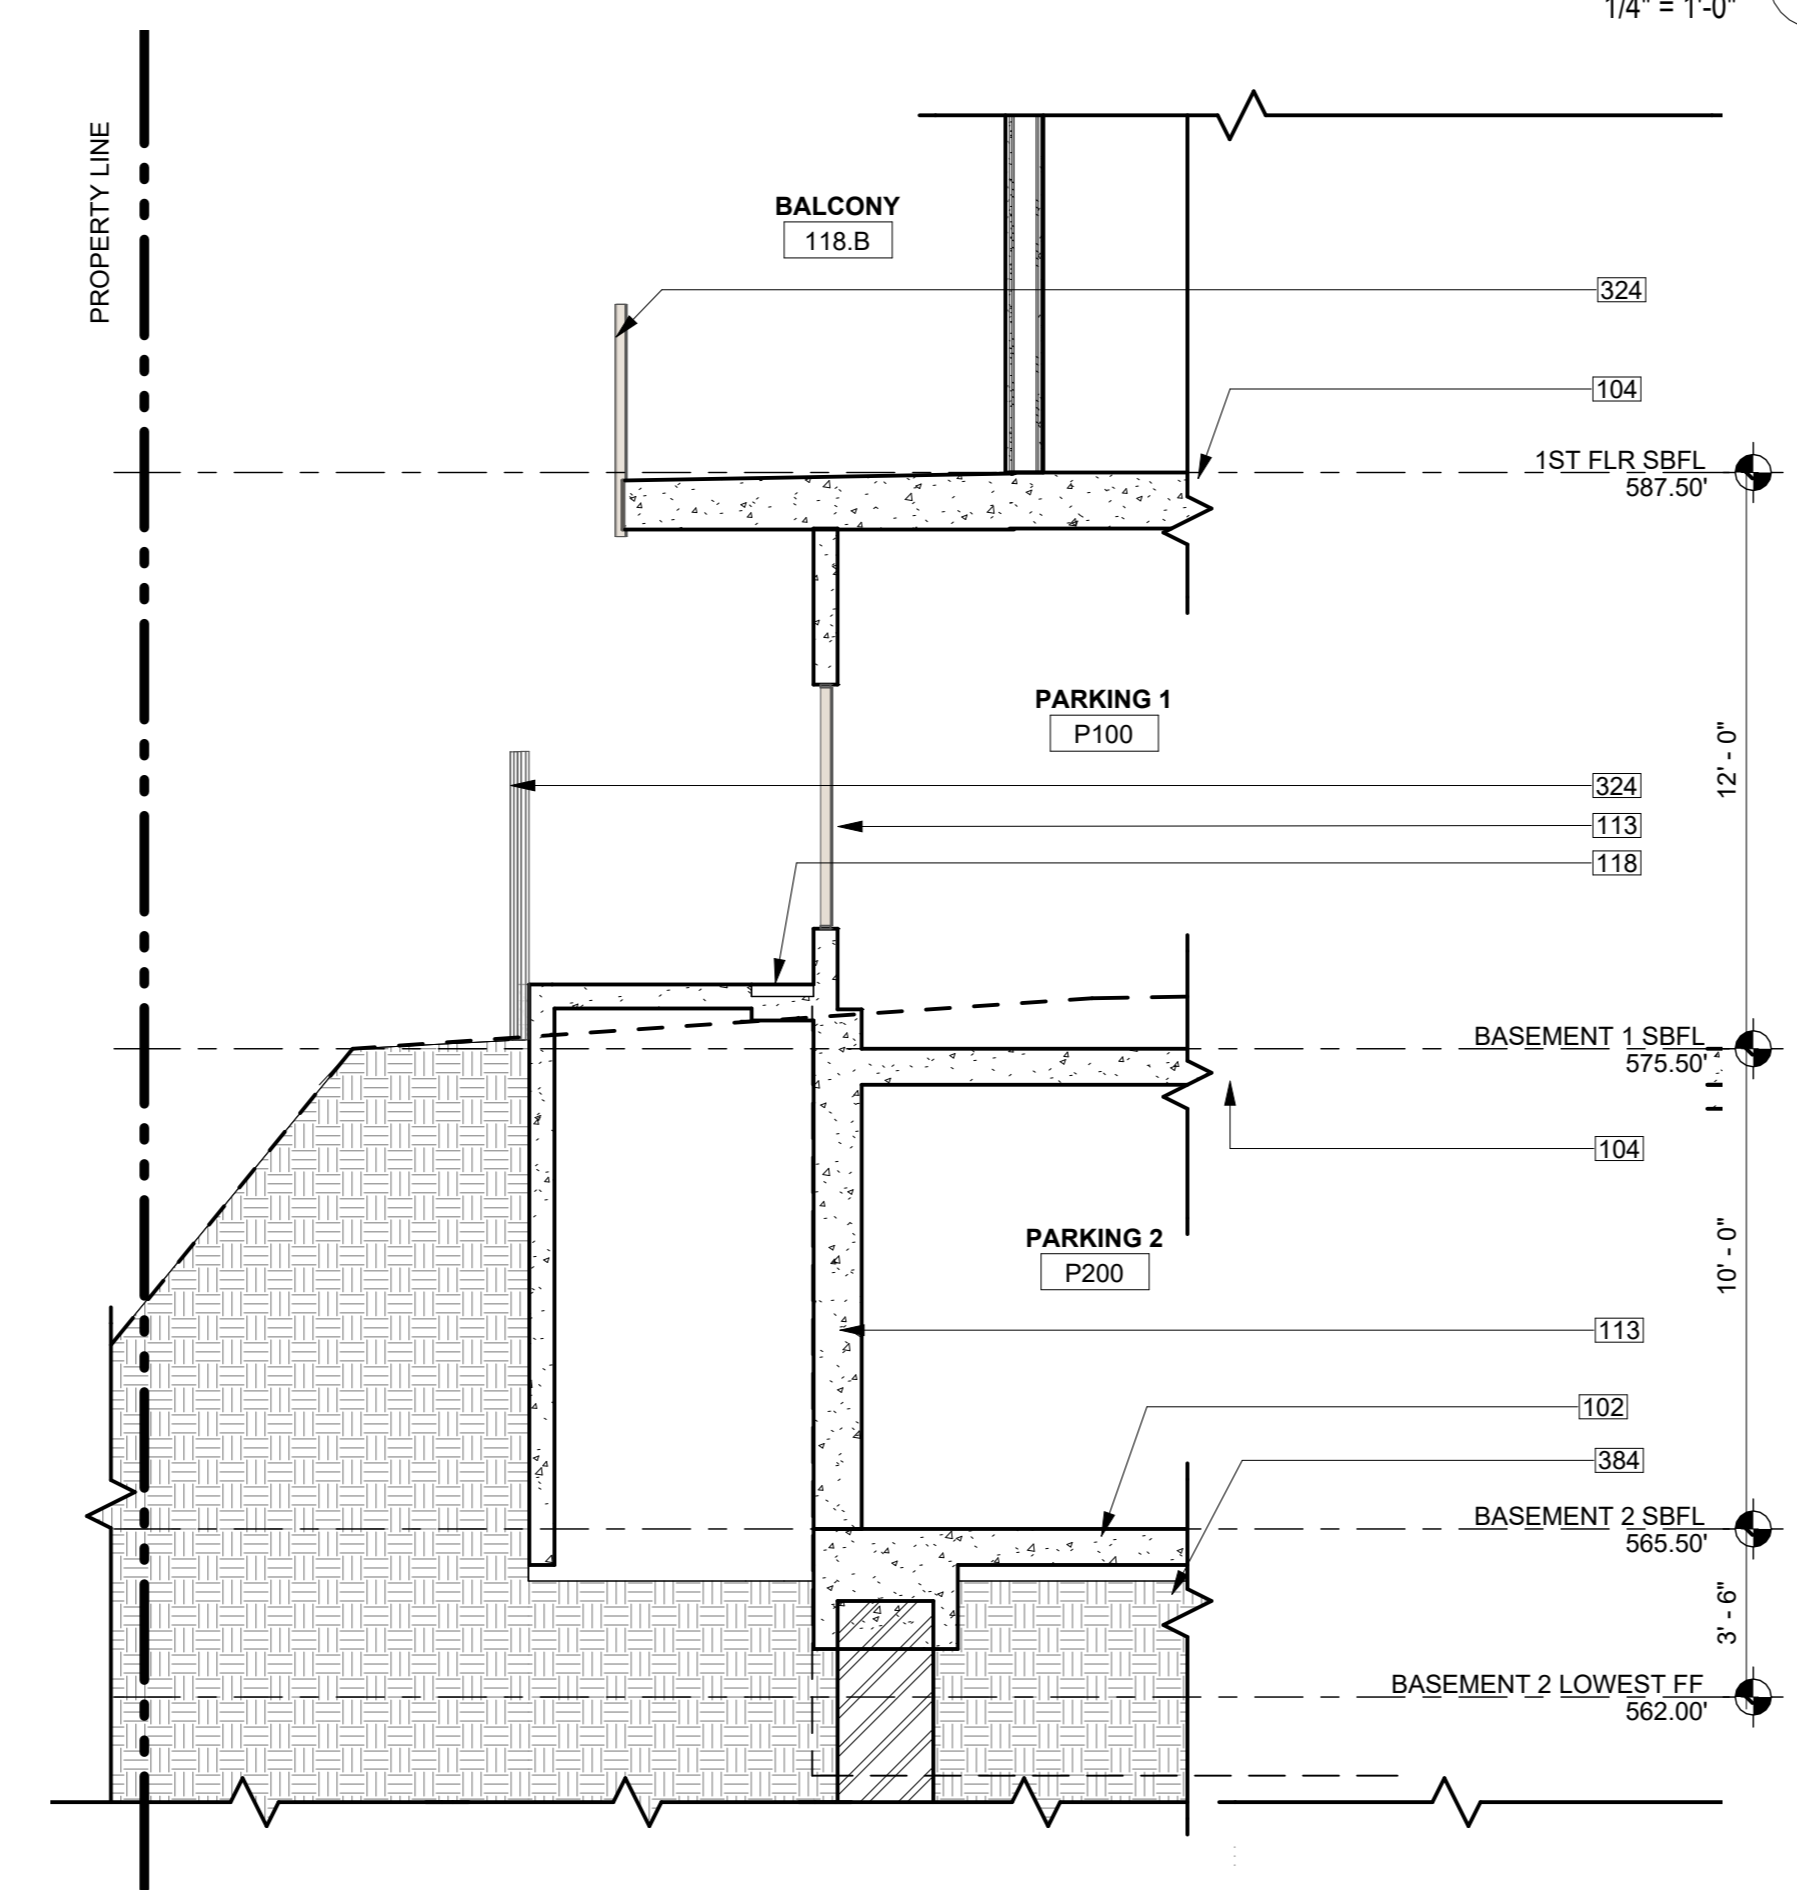 1/4" = 1'-0"
PROPERTY LINE
BALCONY
118.B
324
104
1ST FLR SBFL
587.50'
PARKING 1
P100
12' - 0"
324
113
118
BASEMENT 1 SBFL
575.50'
104
PARKING 2
P200
10' - 0"
113
102
384
BASEMENT 2 SBFL
565.50'
3' - 6"
BASEMENT 2 LOWEST FF
562.00'